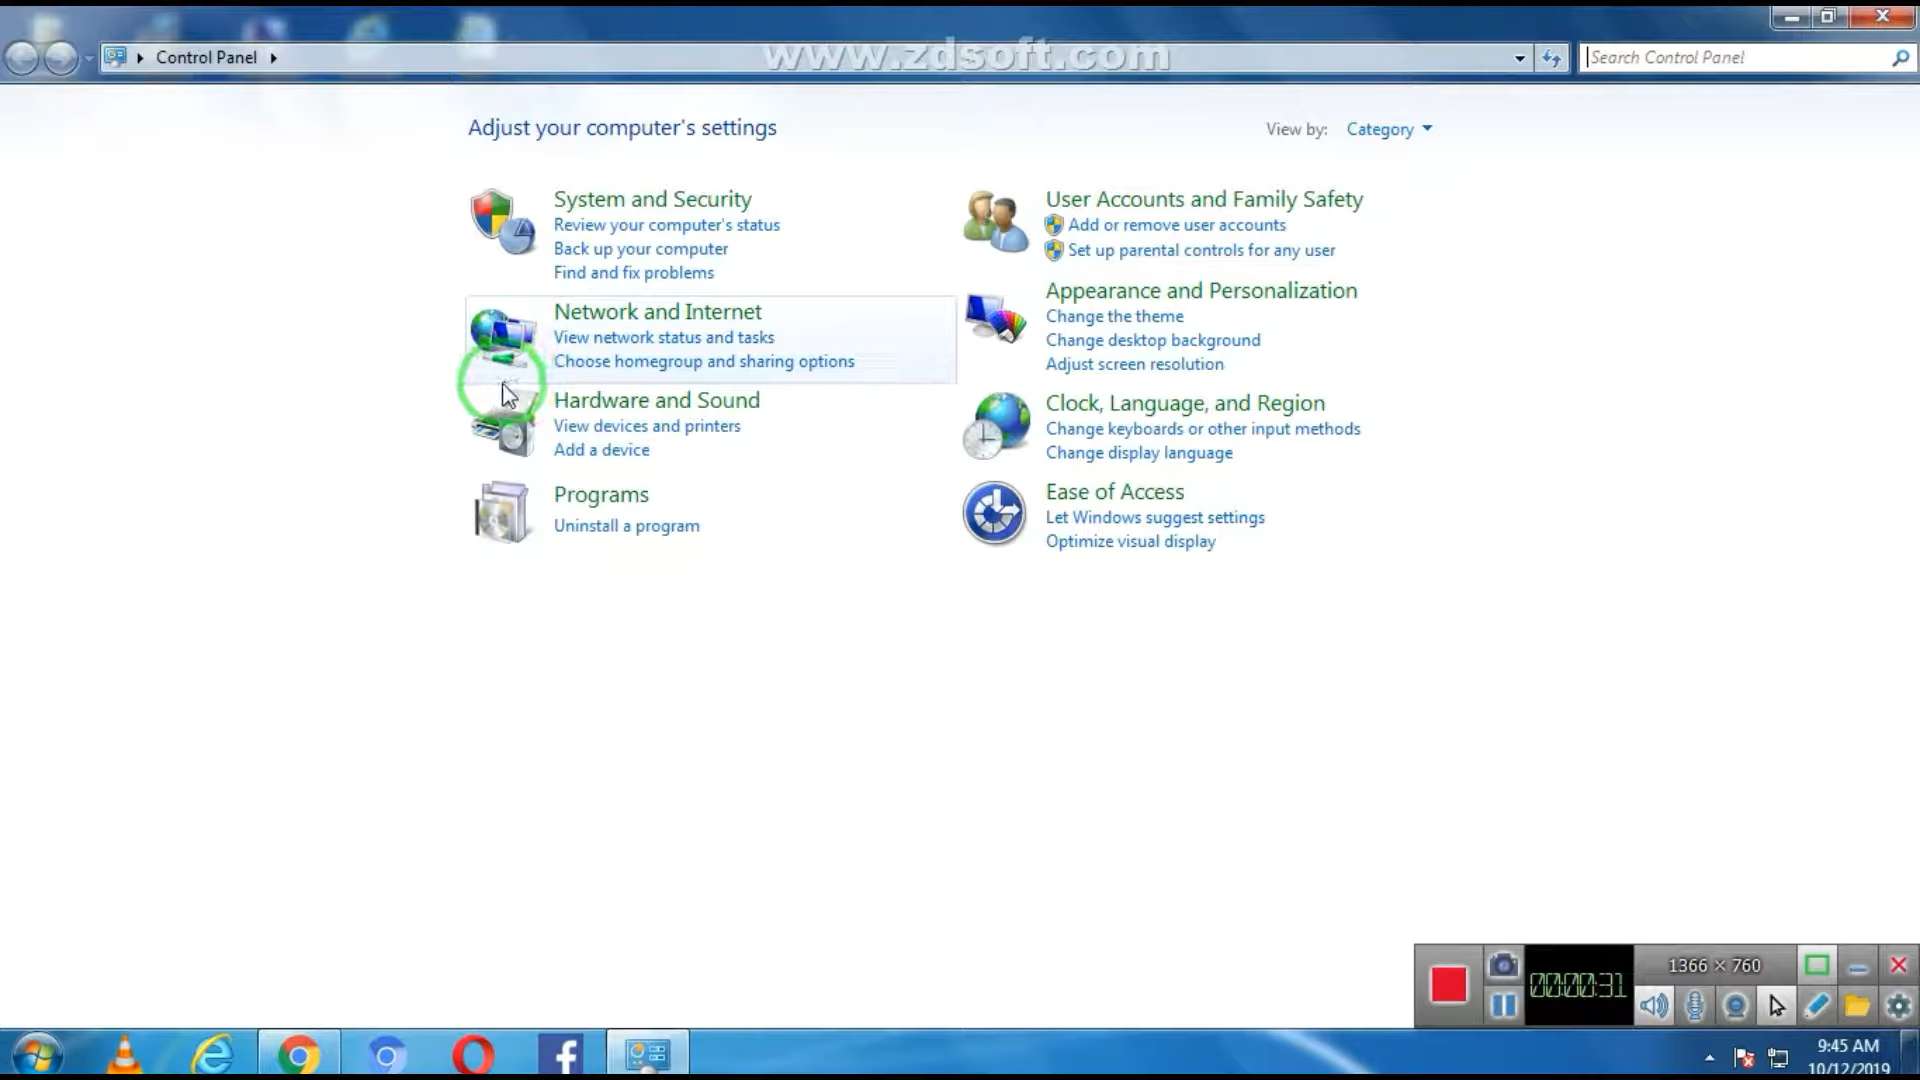 Control Panel
www.zdsoft.com
Search Control Panel
Adjust your computer's settings
View by: Category
System and Security
Review your computer's status
Back up your computer
Find and fix problems
Network and Internet
View network status and tasks
Choose homegroup and sharing options
Hardware and Sound
View devices and printers
Add a device
Programs
Uninstall a program
User Accounts and Family Safety
Add or remove user accounts
Set up parental controls for any user
Appearance and Personalization
Change the theme
Change desktop background
Adjust screen resolution
Clock, Language, and Region
Change keyboards or other input methods
Change display language
Ease of Access
Let Windows suggest settings
Optimize visual display
00:00:31
1366 × 760
9:45 AM
10/12/2019